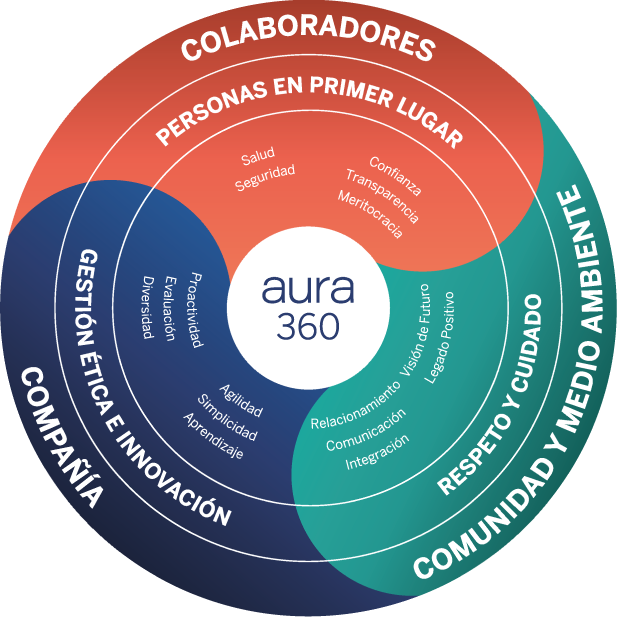 COLABORADORES
PERSONAS EN PRIMER LUGAR
Salud
Seguridad
Confianza
Transparencia
Meritocracia
COMUNIDAD Y MEDIO AMBIENTE
RESPETO Y CUIDADO
Visión de Futuro
Legado Positivo
Relacionamiento
Comunicación
Integración
COMPAÑÍA
GESTIÓN ÉTICA E INNOVACIÓN
Proactividad
Evaluación
Diversidad
Agilidad
Simplicidad
Aprendizaje
aura
360